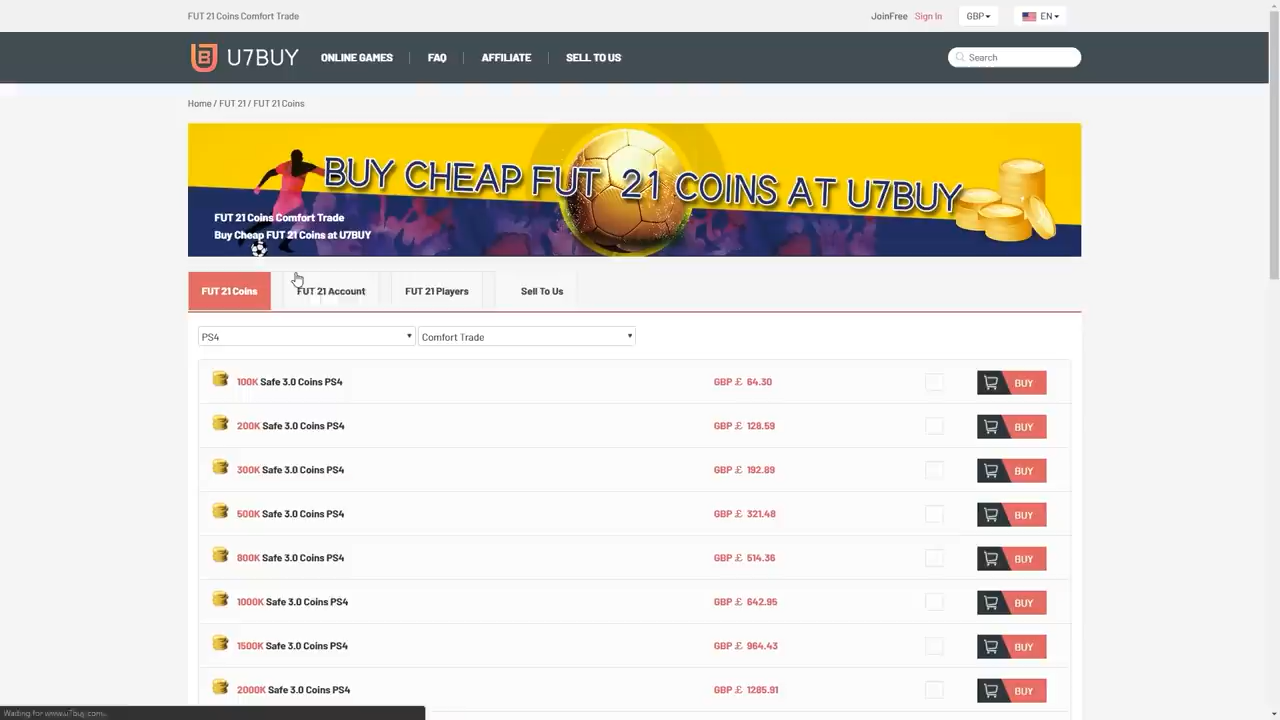 FUT 21 Coins Comfort Trade
JoinFree Sign In GBP EN
U7BUY ONLINE GAMES FAQ AFFILIATE SELL TO US Search
Home / FUT 21 / FUT 21 Coins
BUY CHEAP FUT 21 COINS AT U7BUY
FUT 21 Coins Comfort Trade
Buy Cheap FUT 21 Coins at U7BUY
FUT 21 Coins FUT 21 Account FUT 21 Players Sell To Us
PS4 Comfort Trade
100K Safe 3.0 Coins PS4 GBP £ 64.30 BUY
200K Safe 3.0 Coins PS4 GBP £ 128.59 BUY
300K Safe 3.0 Coins PS4 GBP £ 192.89 BUY
500K Safe 3.0 Coins PS4 GBP £ 321.48 BUY
800K Safe 3.0 Coins PS4 GBP £ 514.36 BUY
1000K Safe 3.0 Coins PS4 GBP £ 642.95 BUY
1500K Safe 3.0 Coins PS4 GBP £ 964.43 BUY
2000K Safe 3.0 Coins PS4 GBP £ 1285.91 BUY
Waiting for www.u7buy.com...